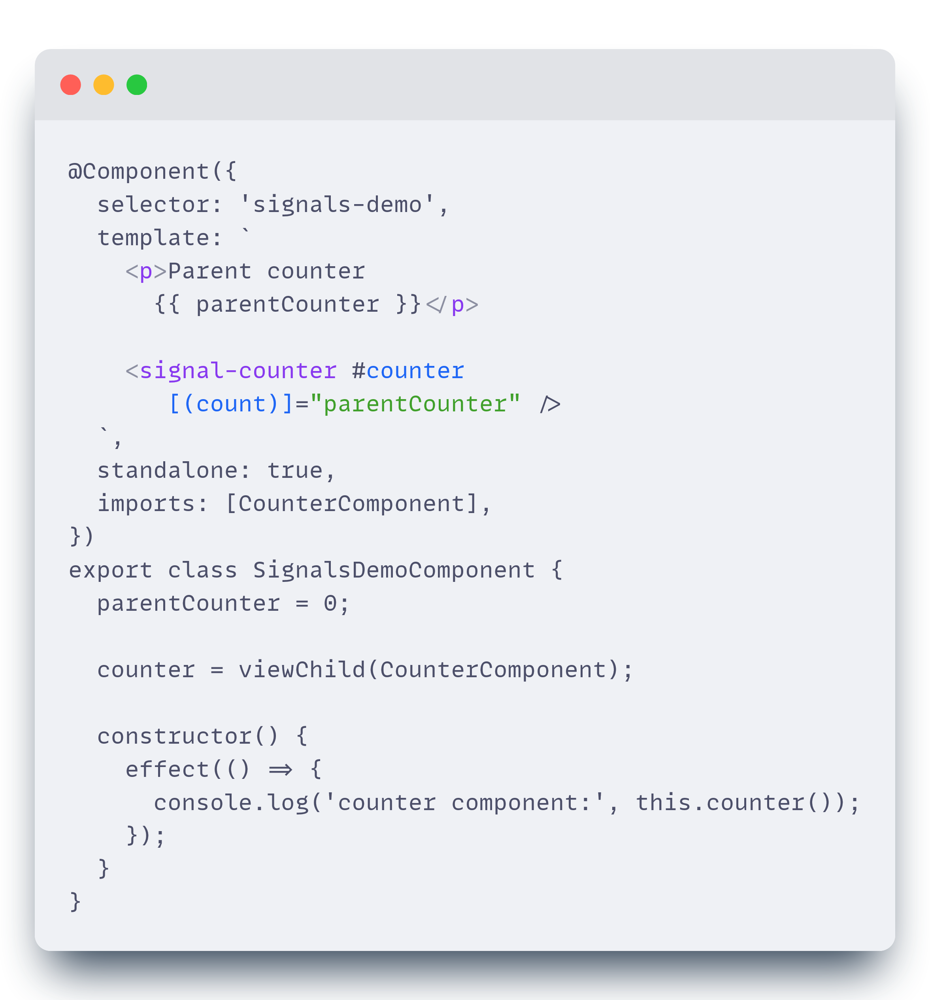 @Component({
  selector: 'signals-demo',
  template: `
    <p>Parent counter
      {{ parentCounter }}</p>

    <signal-counter #counter
       [(count)]="parentCounter" />
  `,
  standalone: true,
  imports: [CounterComponent],
})
export class SignalsDemoComponent {
  parentCounter = 0;

  counter = viewChild(CounterComponent);

  constructor() {
    effect(() => {
      console.log('counter component:', this.counter());
    });
  }
}